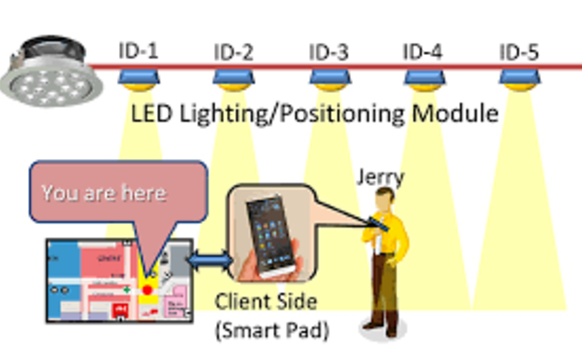 ID-1 ID-2 ID-3 ID-4 ID-5
LED Lighting/Positioning Module
Jerry
You are here
Client Side
(Smart Pad)